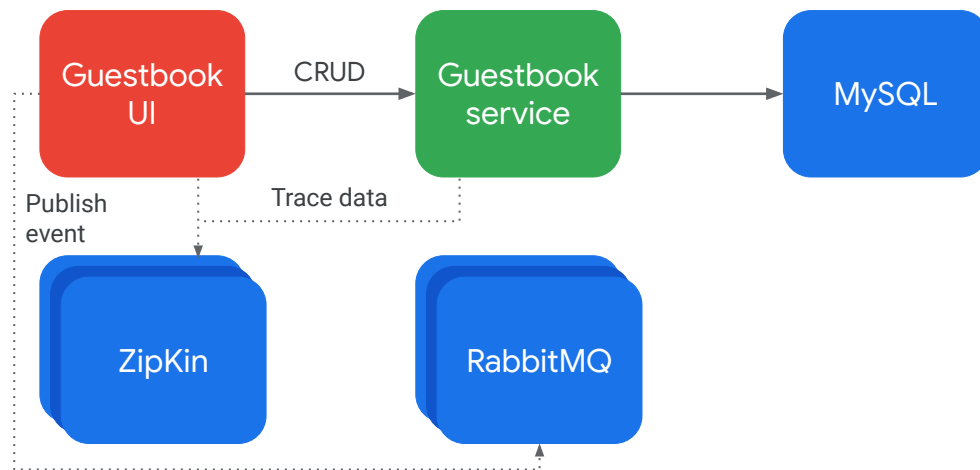 Guestbook
UI
CRUD
Guestbook
service
MySQL
Publish
event
Trace data
ZipKin
RabbitMQ